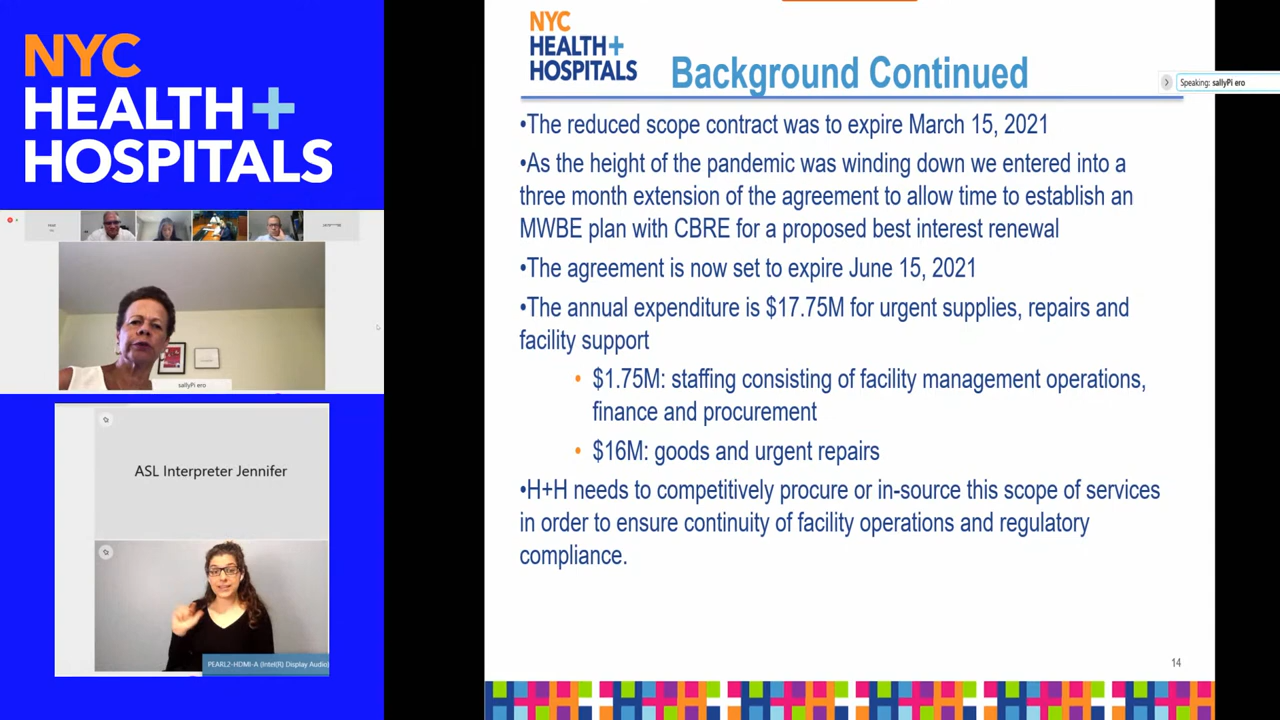 NYC
HEALTH+
HOSPITALS
sallyPi ero
ASL Interpreter Jennifer
PEARL2-HDMI-A (Intel(R) Display Audio)
NYC
HEALTH+
HOSPITALS
Background Continued
Speaking: sallyPi ero
•The reduced scope contract was to expire March 15, 2021
•As the height of the pandemic was winding down we entered into a
three month extension of the agreement to allow time to establish an
MWBE plan with CBRE for a proposed best interest renewal
•The agreement is now set to expire June 15, 2021
•The annual expenditure is $17.75M for urgent supplies, repairs and
facility support
• $1.75M: staffing consisting of facility management operations,
finance and procurement
• $16M: goods and urgent repairs
•H+H needs to competitively procure or in-source this scope of services
in order to ensure continuity of facility operations and regulatory
compliance.
14